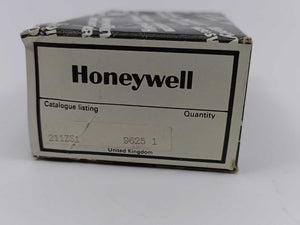 Honeywell
Catalogue listing
Quantity
211ZS1 9625 1
United Kingdom